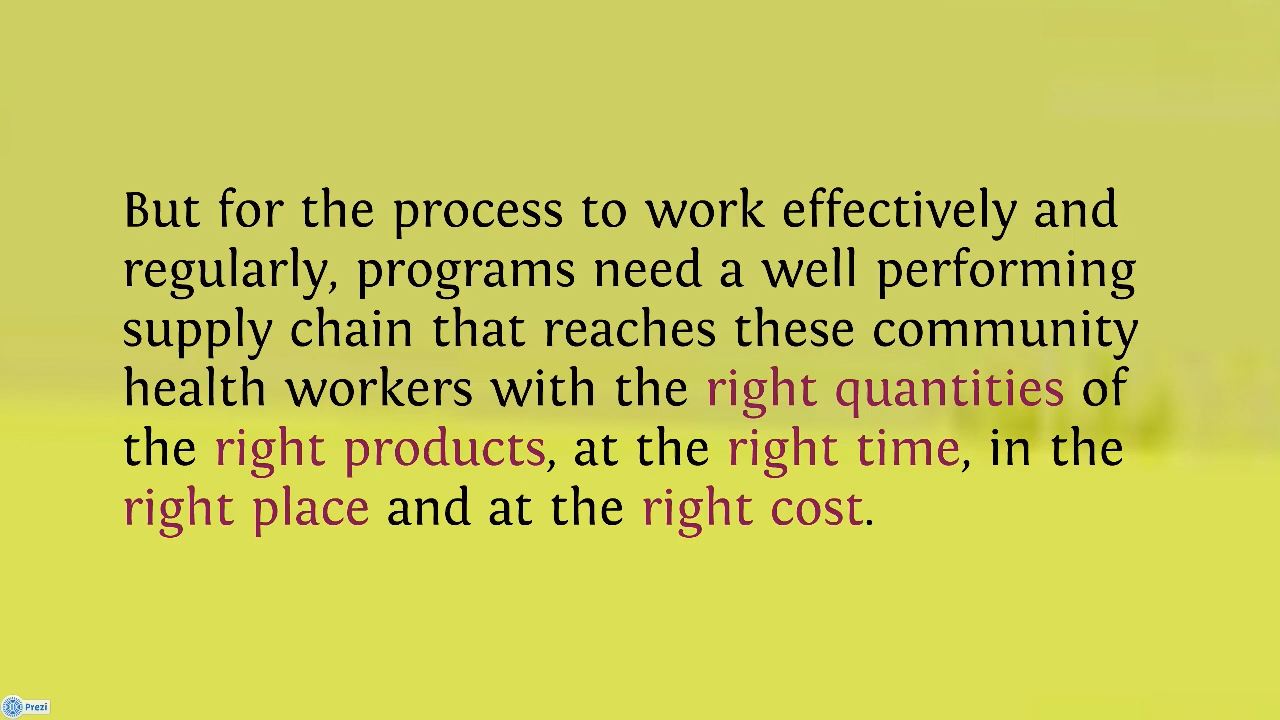 But for the process to work effectively and
regularly, programs need a well performing
supply chain that reaches these community
health workers with the right quantities of
the right products, at the right time, in the
right place and at the right cost.
Prezi